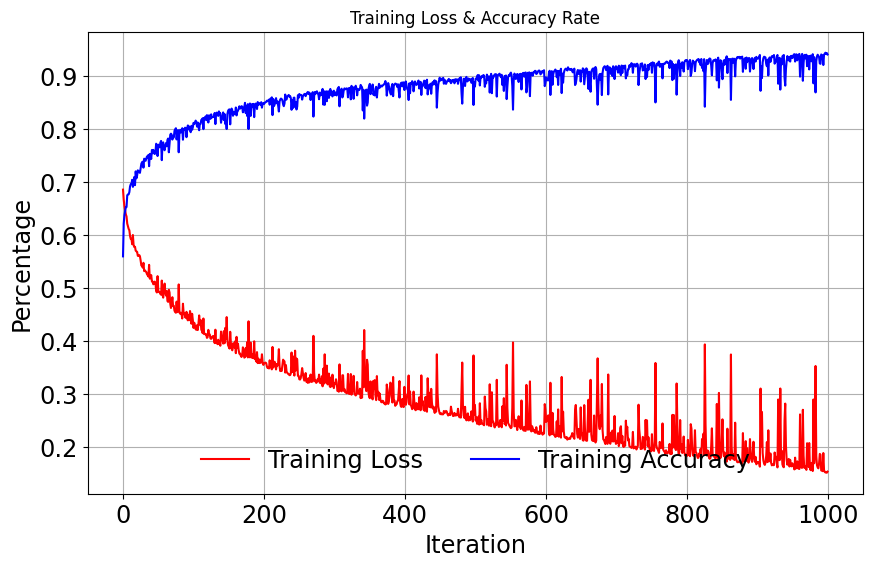 Training Loss & Accuracy Rate
Percentage
0.9
0.8
0.7
0.6
0.5
0.4
0.3
0.2
Training Loss
Training Accuracy
0
200
400
600
800
1000
Iteration